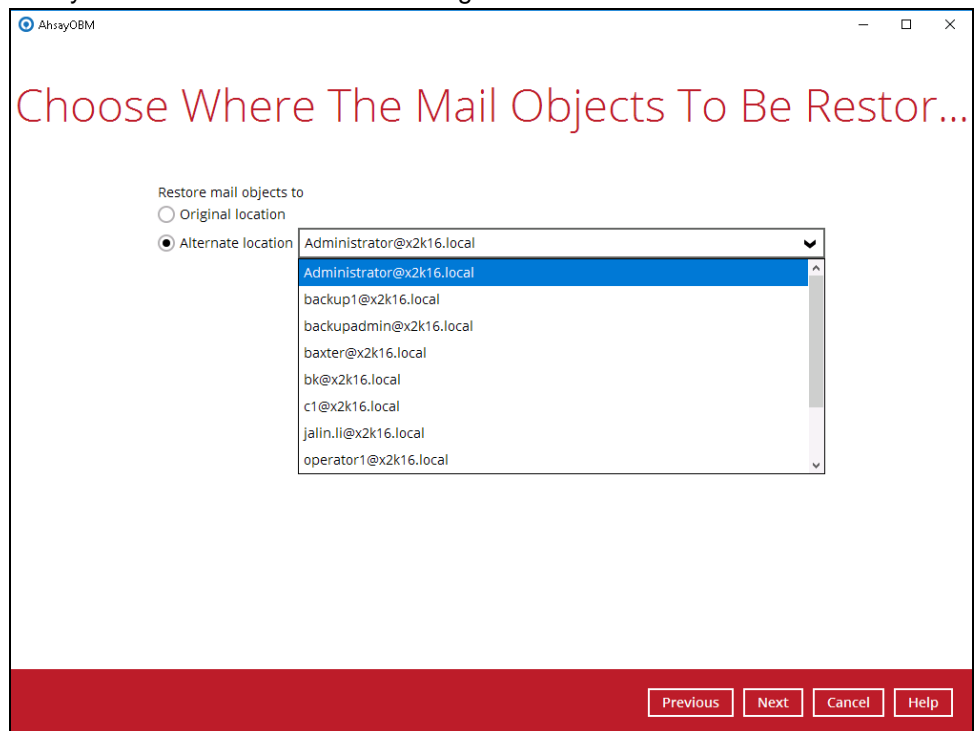 AhsayOBM
Choose Where The Mail Objects To Be Restor...
Restore mail objects to
Original location
Alternate location Administrator@x2k16.local
Administrator@x2k16.local
backup1@x2k16.local
backupadmin@x2k16.local
baxter@x2k16.local
bk@x2k16.local
c1@x2k16.local
jalin.li@x2k16.local
operator1@x2k16.local
Previous Next Cancel Help